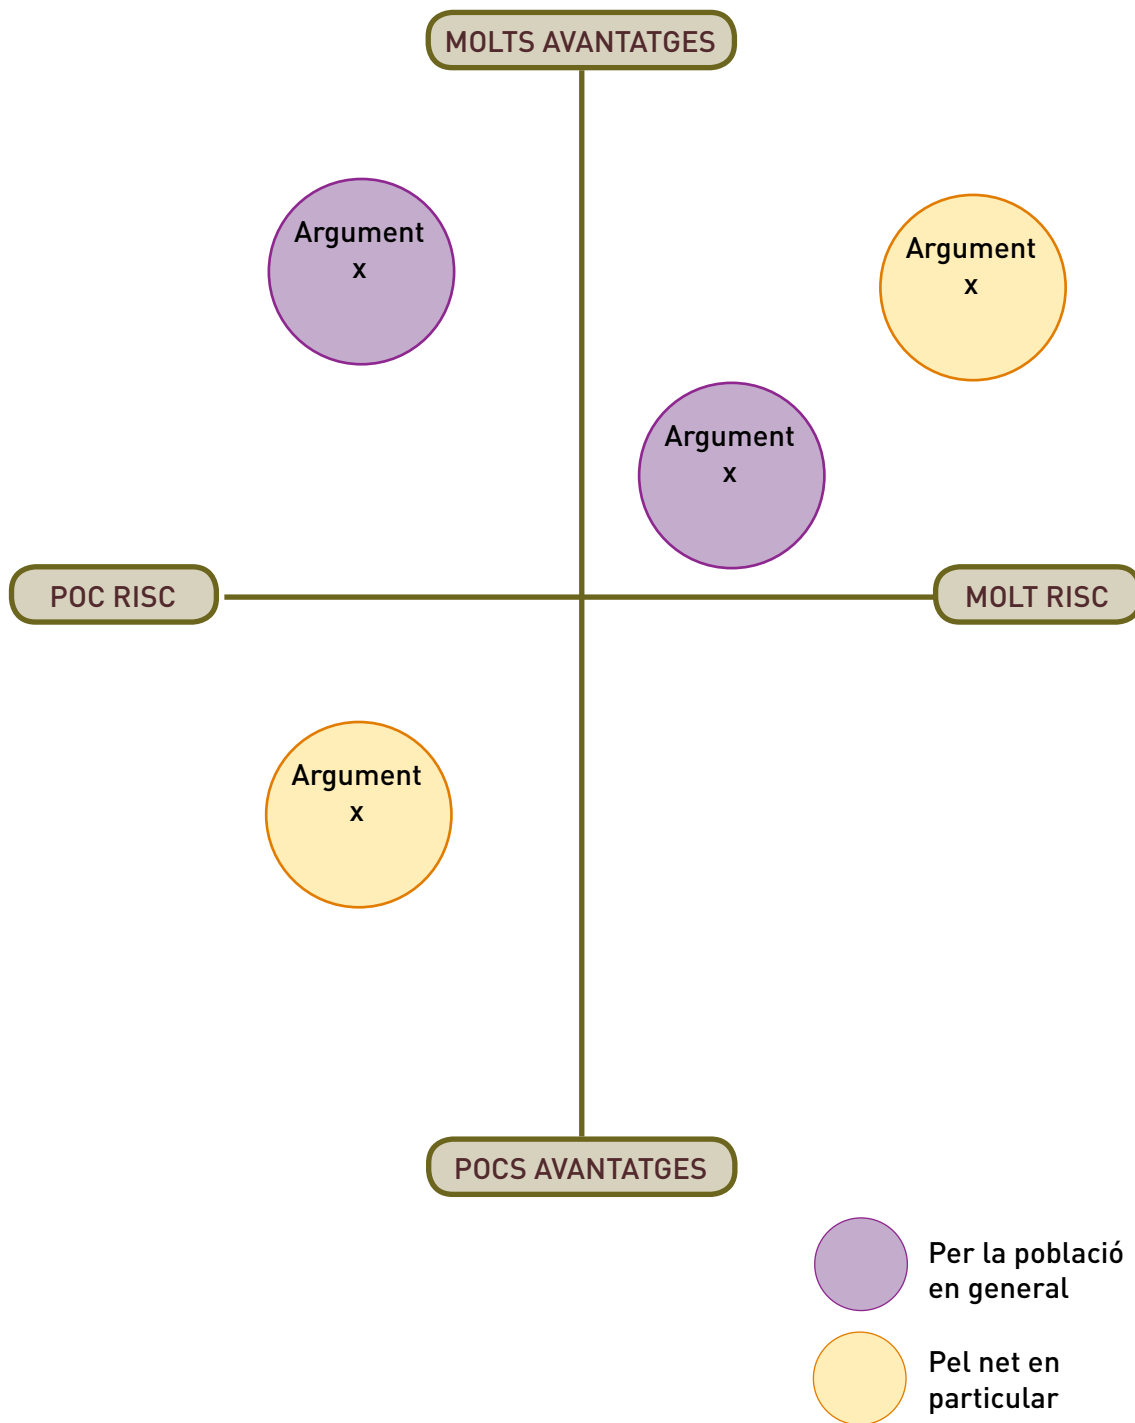 MOLTS AVANTATGES
Argument
x
Argument
x
Argument
x
POC RISC
MOLT RISC
Argument
x
POCS AVANTATGES
Per la població
en general
Pel net en
particular